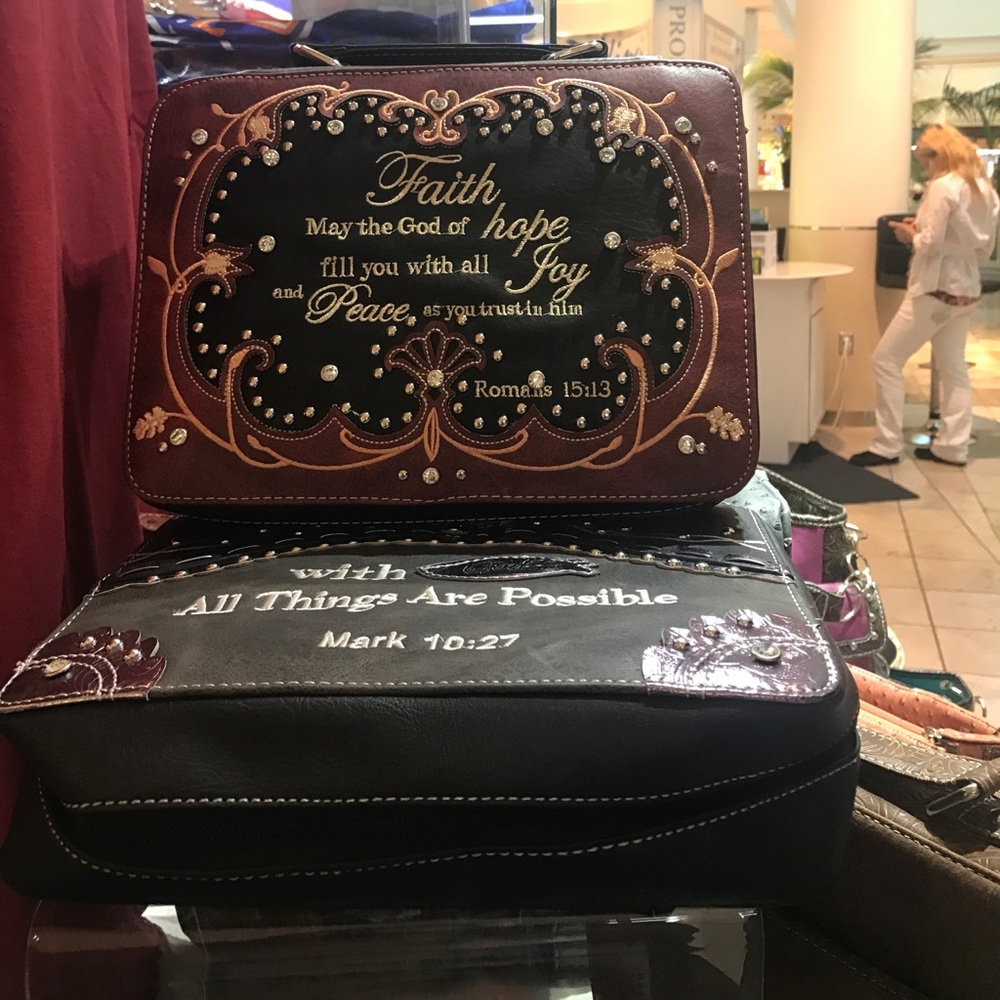 PRO
Faith
May the God of hope
fill you with all Joy
and Peace as you trust in him
Romans 15:13
with
All Things Are Possible
Mark 10:27